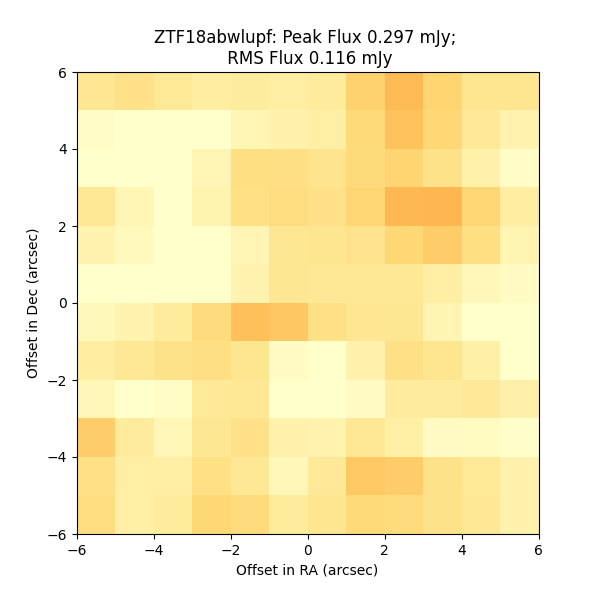 ZTF18abwlupf: Peak Flux 0.297 mJy;
RMS Flux 0.116 mJy
6
4
2
0
−2
−4
−6
Offset in Dec (arcsec)
−6 −4 −2 0 2 4 6
Offset in RA (arcsec)